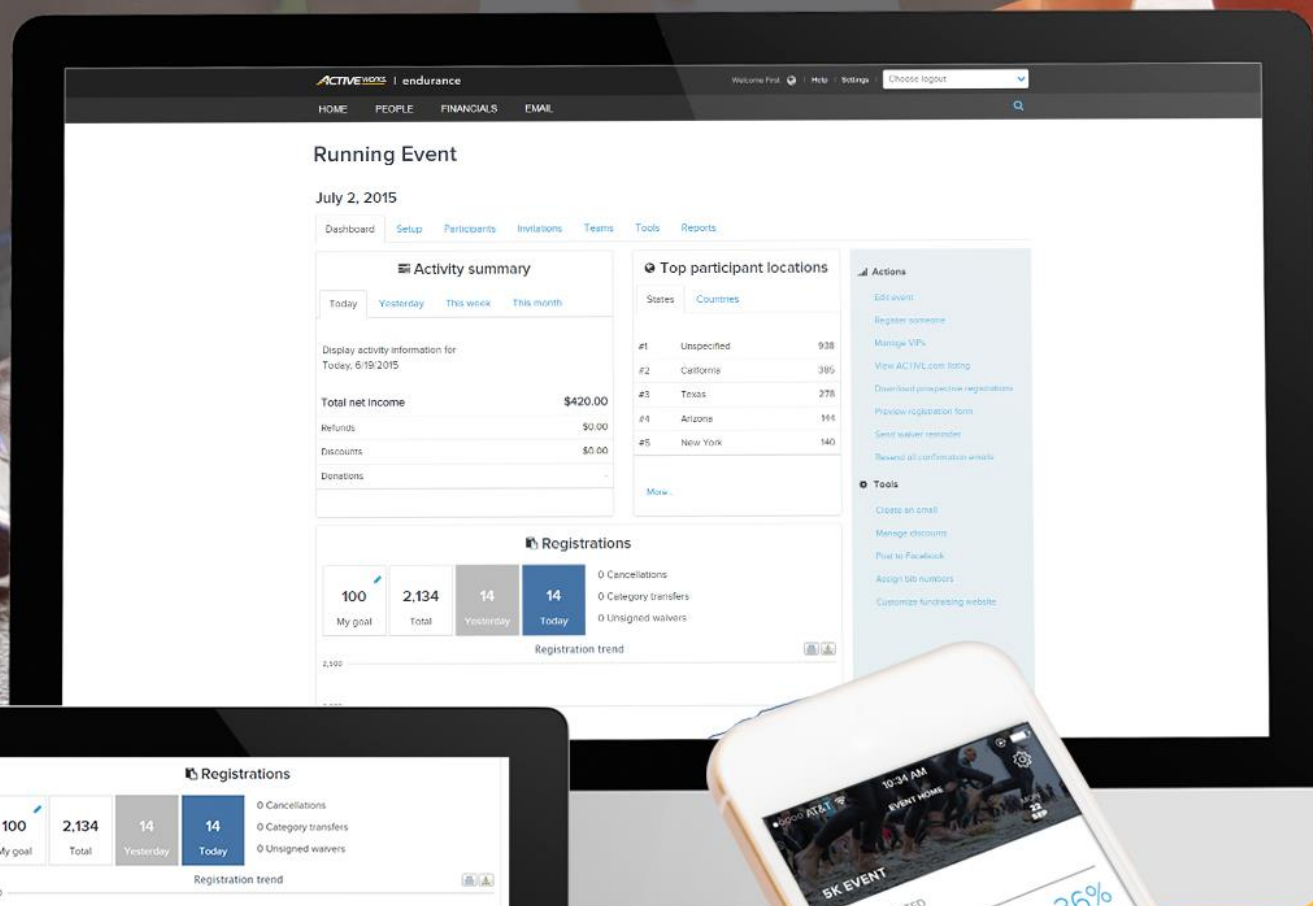 ACTIVEworks | endurance
Welcome First | Help | Settings | Choose logout
HOME PEOPLE FINANCIALS EMAIL
Running Event
July 2, 2015
Dashboard Setup Participants Invitations Teams Tools Reports
Activity summary
Today Yesterday This week This month
Display activity information for
Today, 6/19/2015
Total net income $420.00
Refunds $0.00
Discounts $0.00
Donations -
Top participant locations
States Countries
#1 Unspecified 938
#2 California 385
#3 Texas 278
#4 Arizona 144
#5 New York 140
More...
Actions
Edit event
Register someone
Manage VIPs
View ACTIVE.com listing
Download prospective registrations
Preview registration form
Send waiver reminder
Resend all confirmation emails
Tools
Create an email
Manage discounts
Post to Facebook
Assign bib numbers
Customize fundraising website
Registrations
100 2,134 14 14
My goal Total Yesterday Today
0 Cancellations
0 Category transfers
0 Unsigned waivers
Registration trend
2,500
Registrations
100 2,134 14 14
My goal Total Yesterday Today
0 Cancellations
0 Category transfers
0 Unsigned waivers
Registration trend
AT&T 10:34 AM
EVENT HOME
22
SEP
5K EVENT